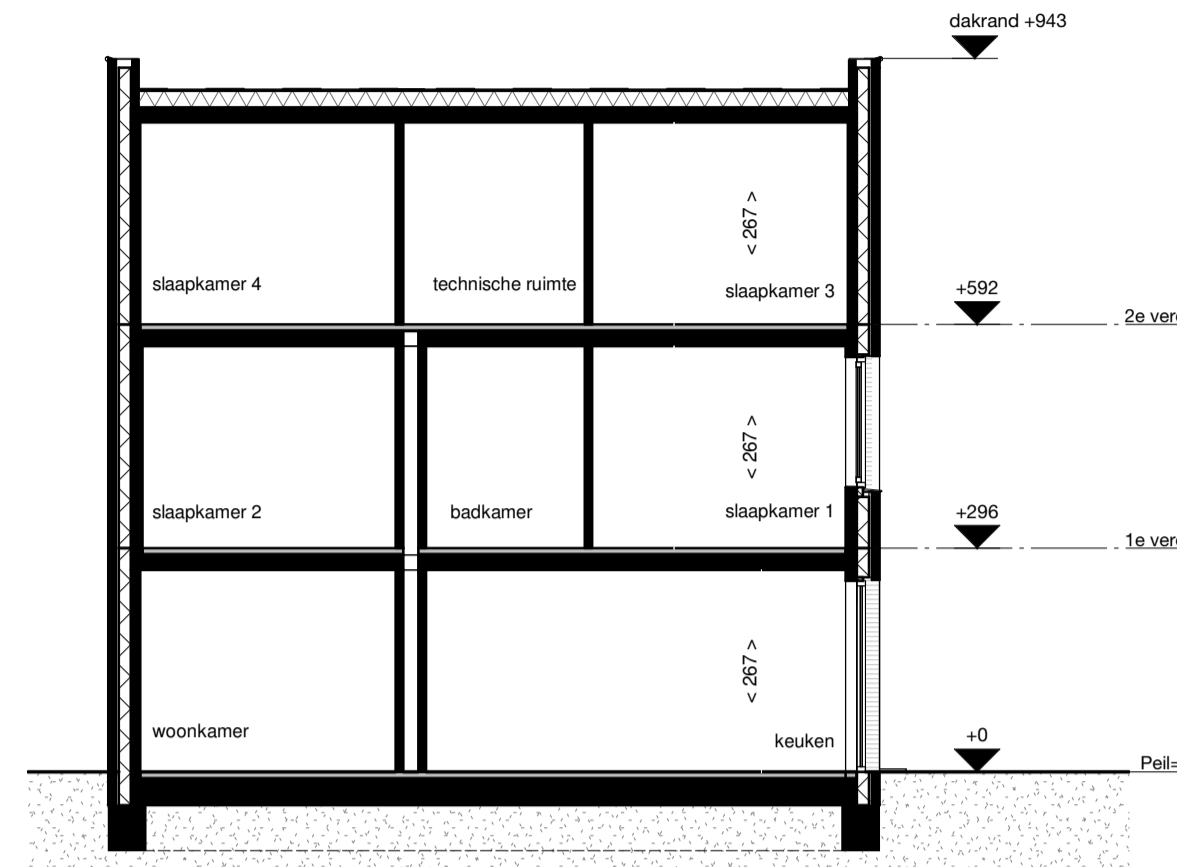 dakrand +943
< 267 >
slaapkamer 4
technische ruimte
slaapkamer 3
+592
2e ver
< 267 >
slaapkamer 2
badkamer
slaapkamer 1
+296
1e ver
< 267 >
woonkamer
keuken
+0
Peil=